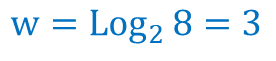 w = Log₂ 8 = 3